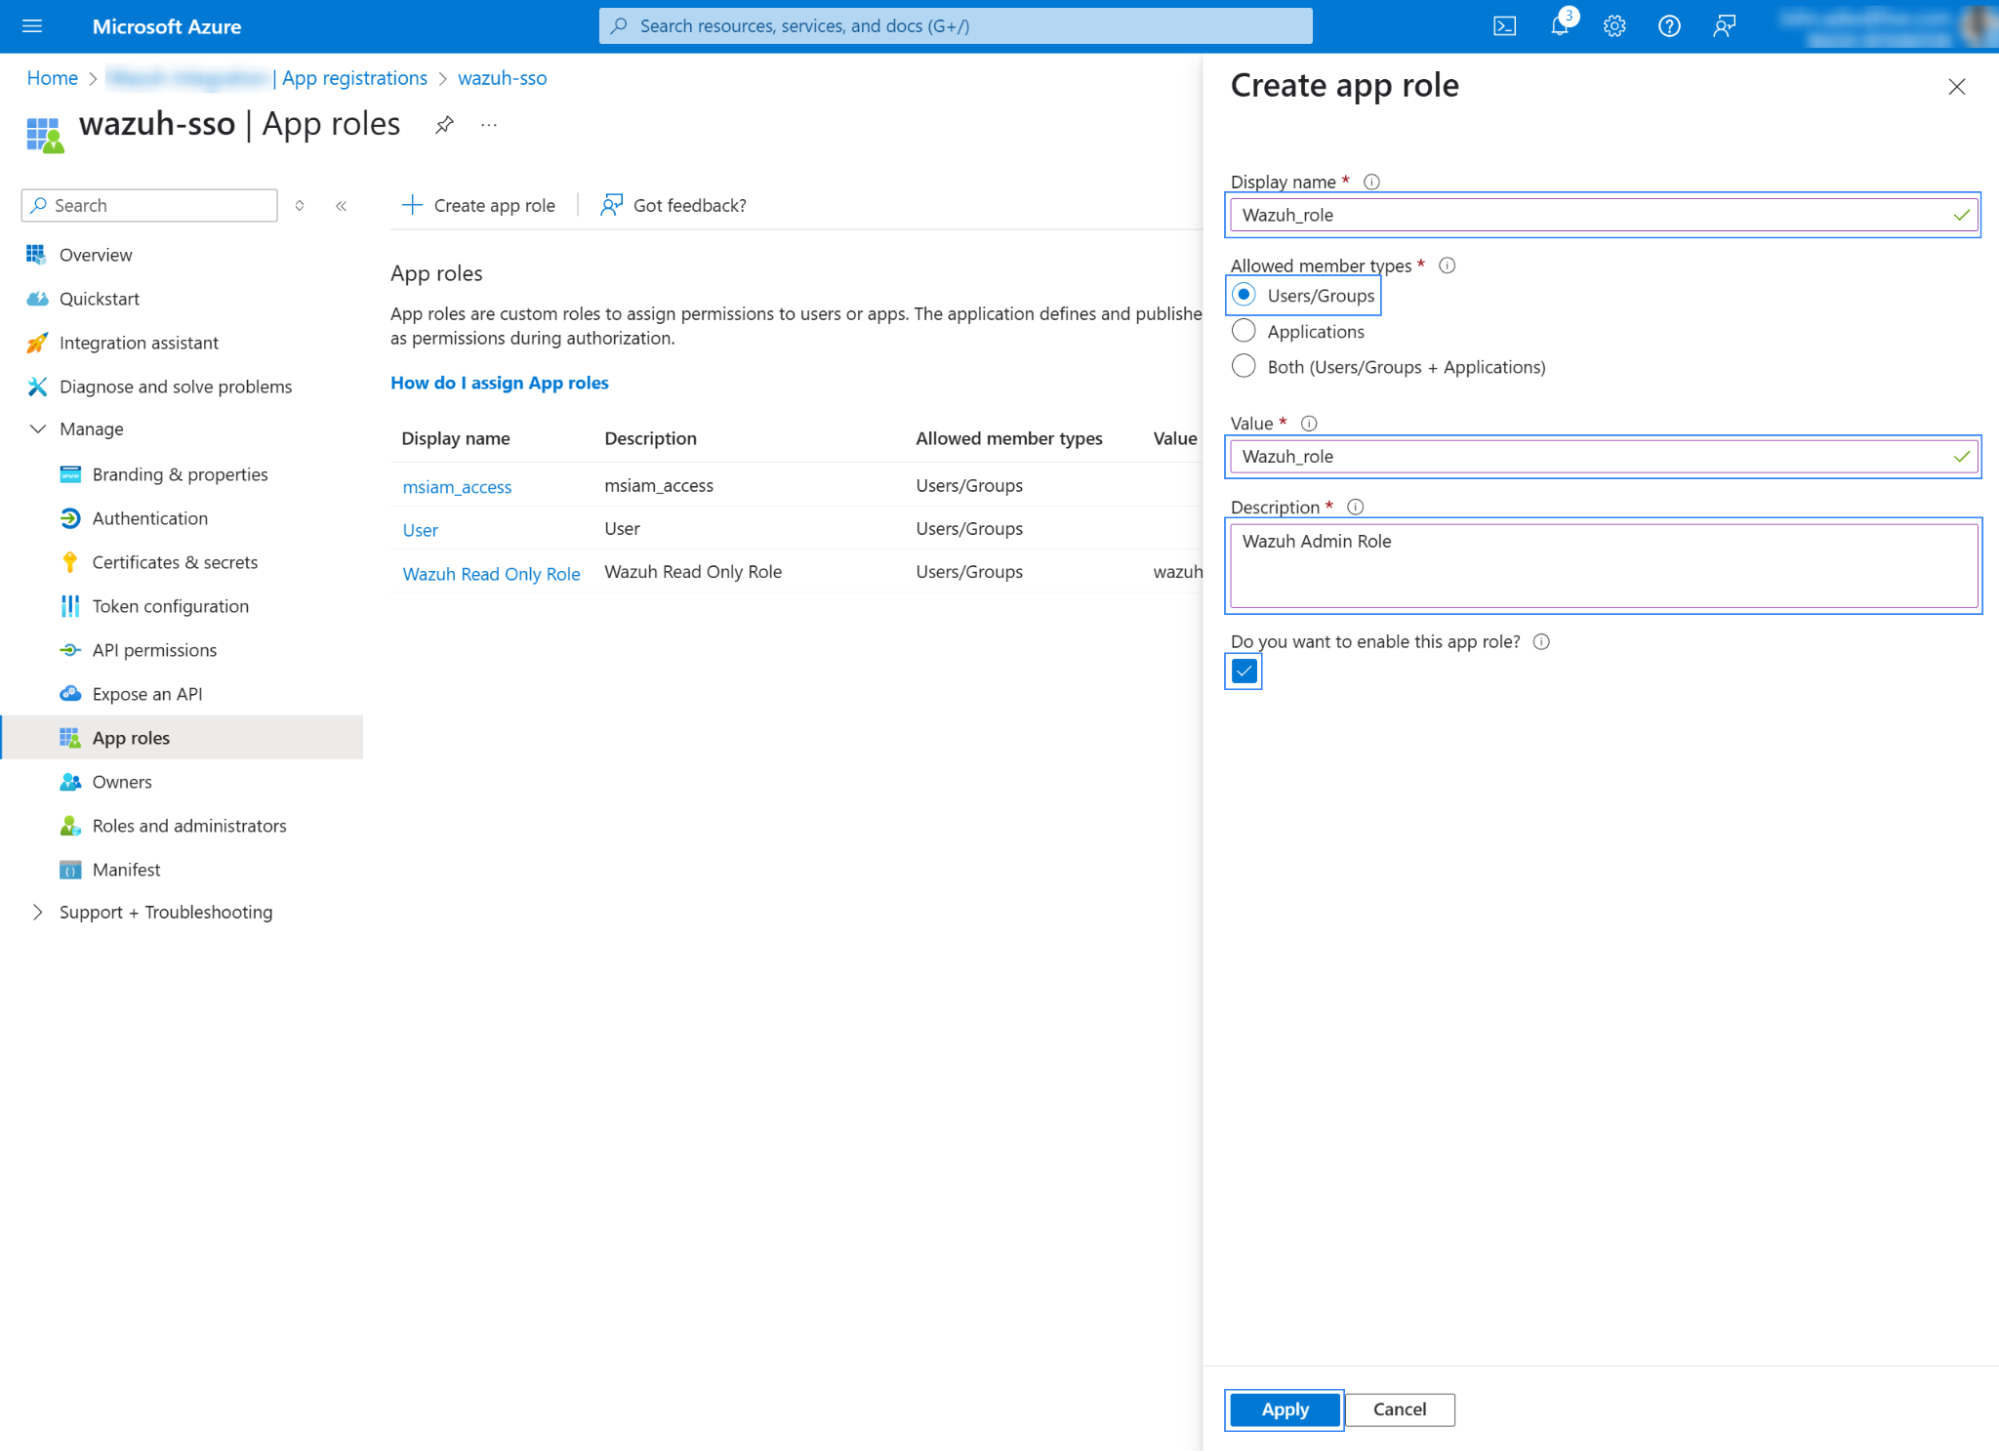 Microsoft Azure
Search resources, services, and docs (G+/)
3
Home > | App registrations > wazuh-sso
wazuh-sso | App roles
...
Search
Create app role
Got feedback?
Overview
Quickstart
Integration assistant
Diagnose and solve problems
Manage
Branding & properties
Authentication
Certificates & secrets
Token configuration
API permissions
Expose an API
App roles
Owners
Roles and administrators
Manifest
Support + Troubleshooting
App roles
App roles are custom roles to assign permissions to users or apps. The application defines and publishe
as permissions during authorization.
How do I assign App roles
Display name Description Allowed member types Value
msiam_access msiam_access Users/Groups
User User Users/Groups
Wazuh Read Only Role Wazuh Read Only Role Users/Groups wazuh
Create app role
Display name *
Wazuh_role
Allowed member types *
Users/Groups
Applications
Both (Users/Groups + Applications)
Value *
Wazuh_role
Description *
Wazuh Admin Role
Do you want to enable this app role?
Apply
Cancel